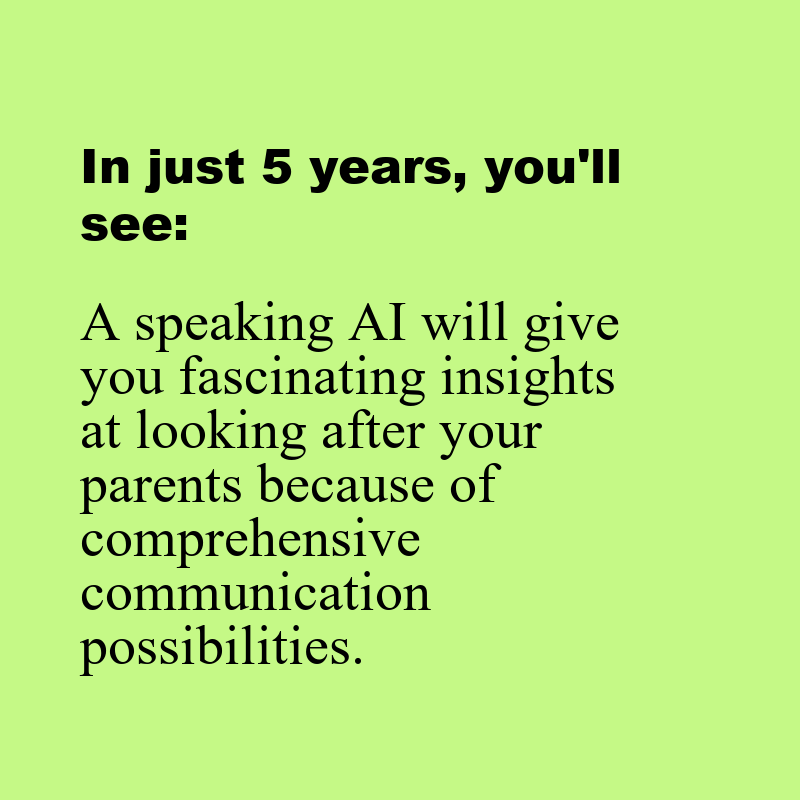 In just 5 years, you'll
see:
A speaking AI will give
you fascinating insights
at looking after your
parents because of
comprehensive
communication
possibilities.